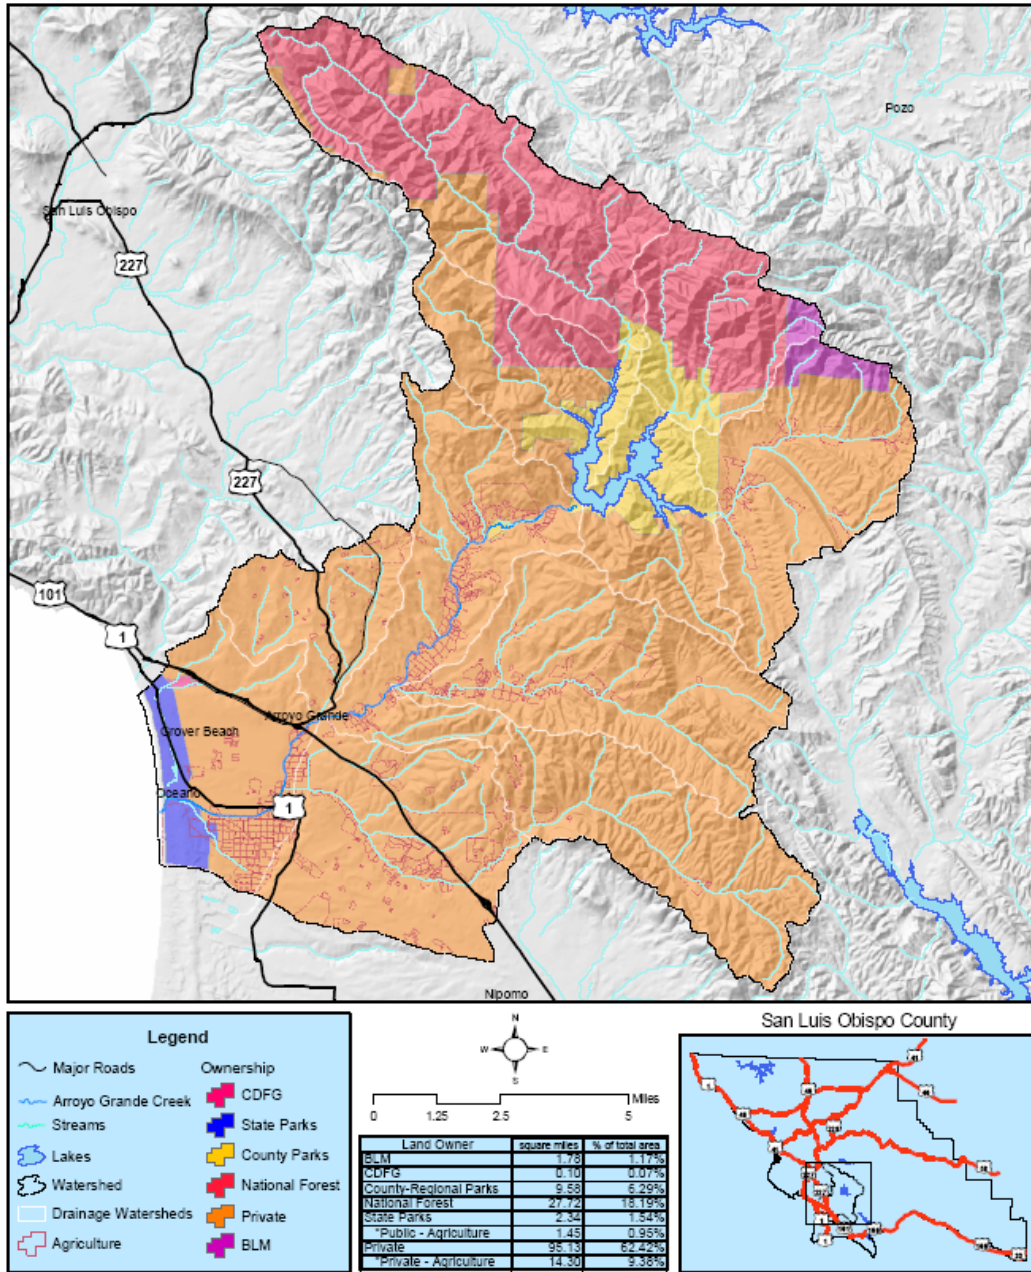 Pozo
San Luis Obispo
227
227
101
1
Arroyo Grande
Grover Beach
Oceano
1
Nipomo
Legend
Major Roads
Arroyo Grande Creek
Streams
Lakes
Watershed
Drainage Watersheds
Agriculture
Ownership
CDFG
State Parks
County Parks
National Forest
Private
BLM
N
W E
S
0 1.25 2.5 5 Miles
Land Owner square miles % of total area
BLM 1.78 1.17%
CDFG 0.10 0.07%
County-Regional Parks 9.58 6.29%
National Forest 27.72 18.19%
State Parks 2.34 1.54%
*Public - Agriculture 1.45 0.95%
Private 95.13 62.42%
*Private - Agriculture 14.30 9.38%
San Luis Obispo County
41
1
46
1